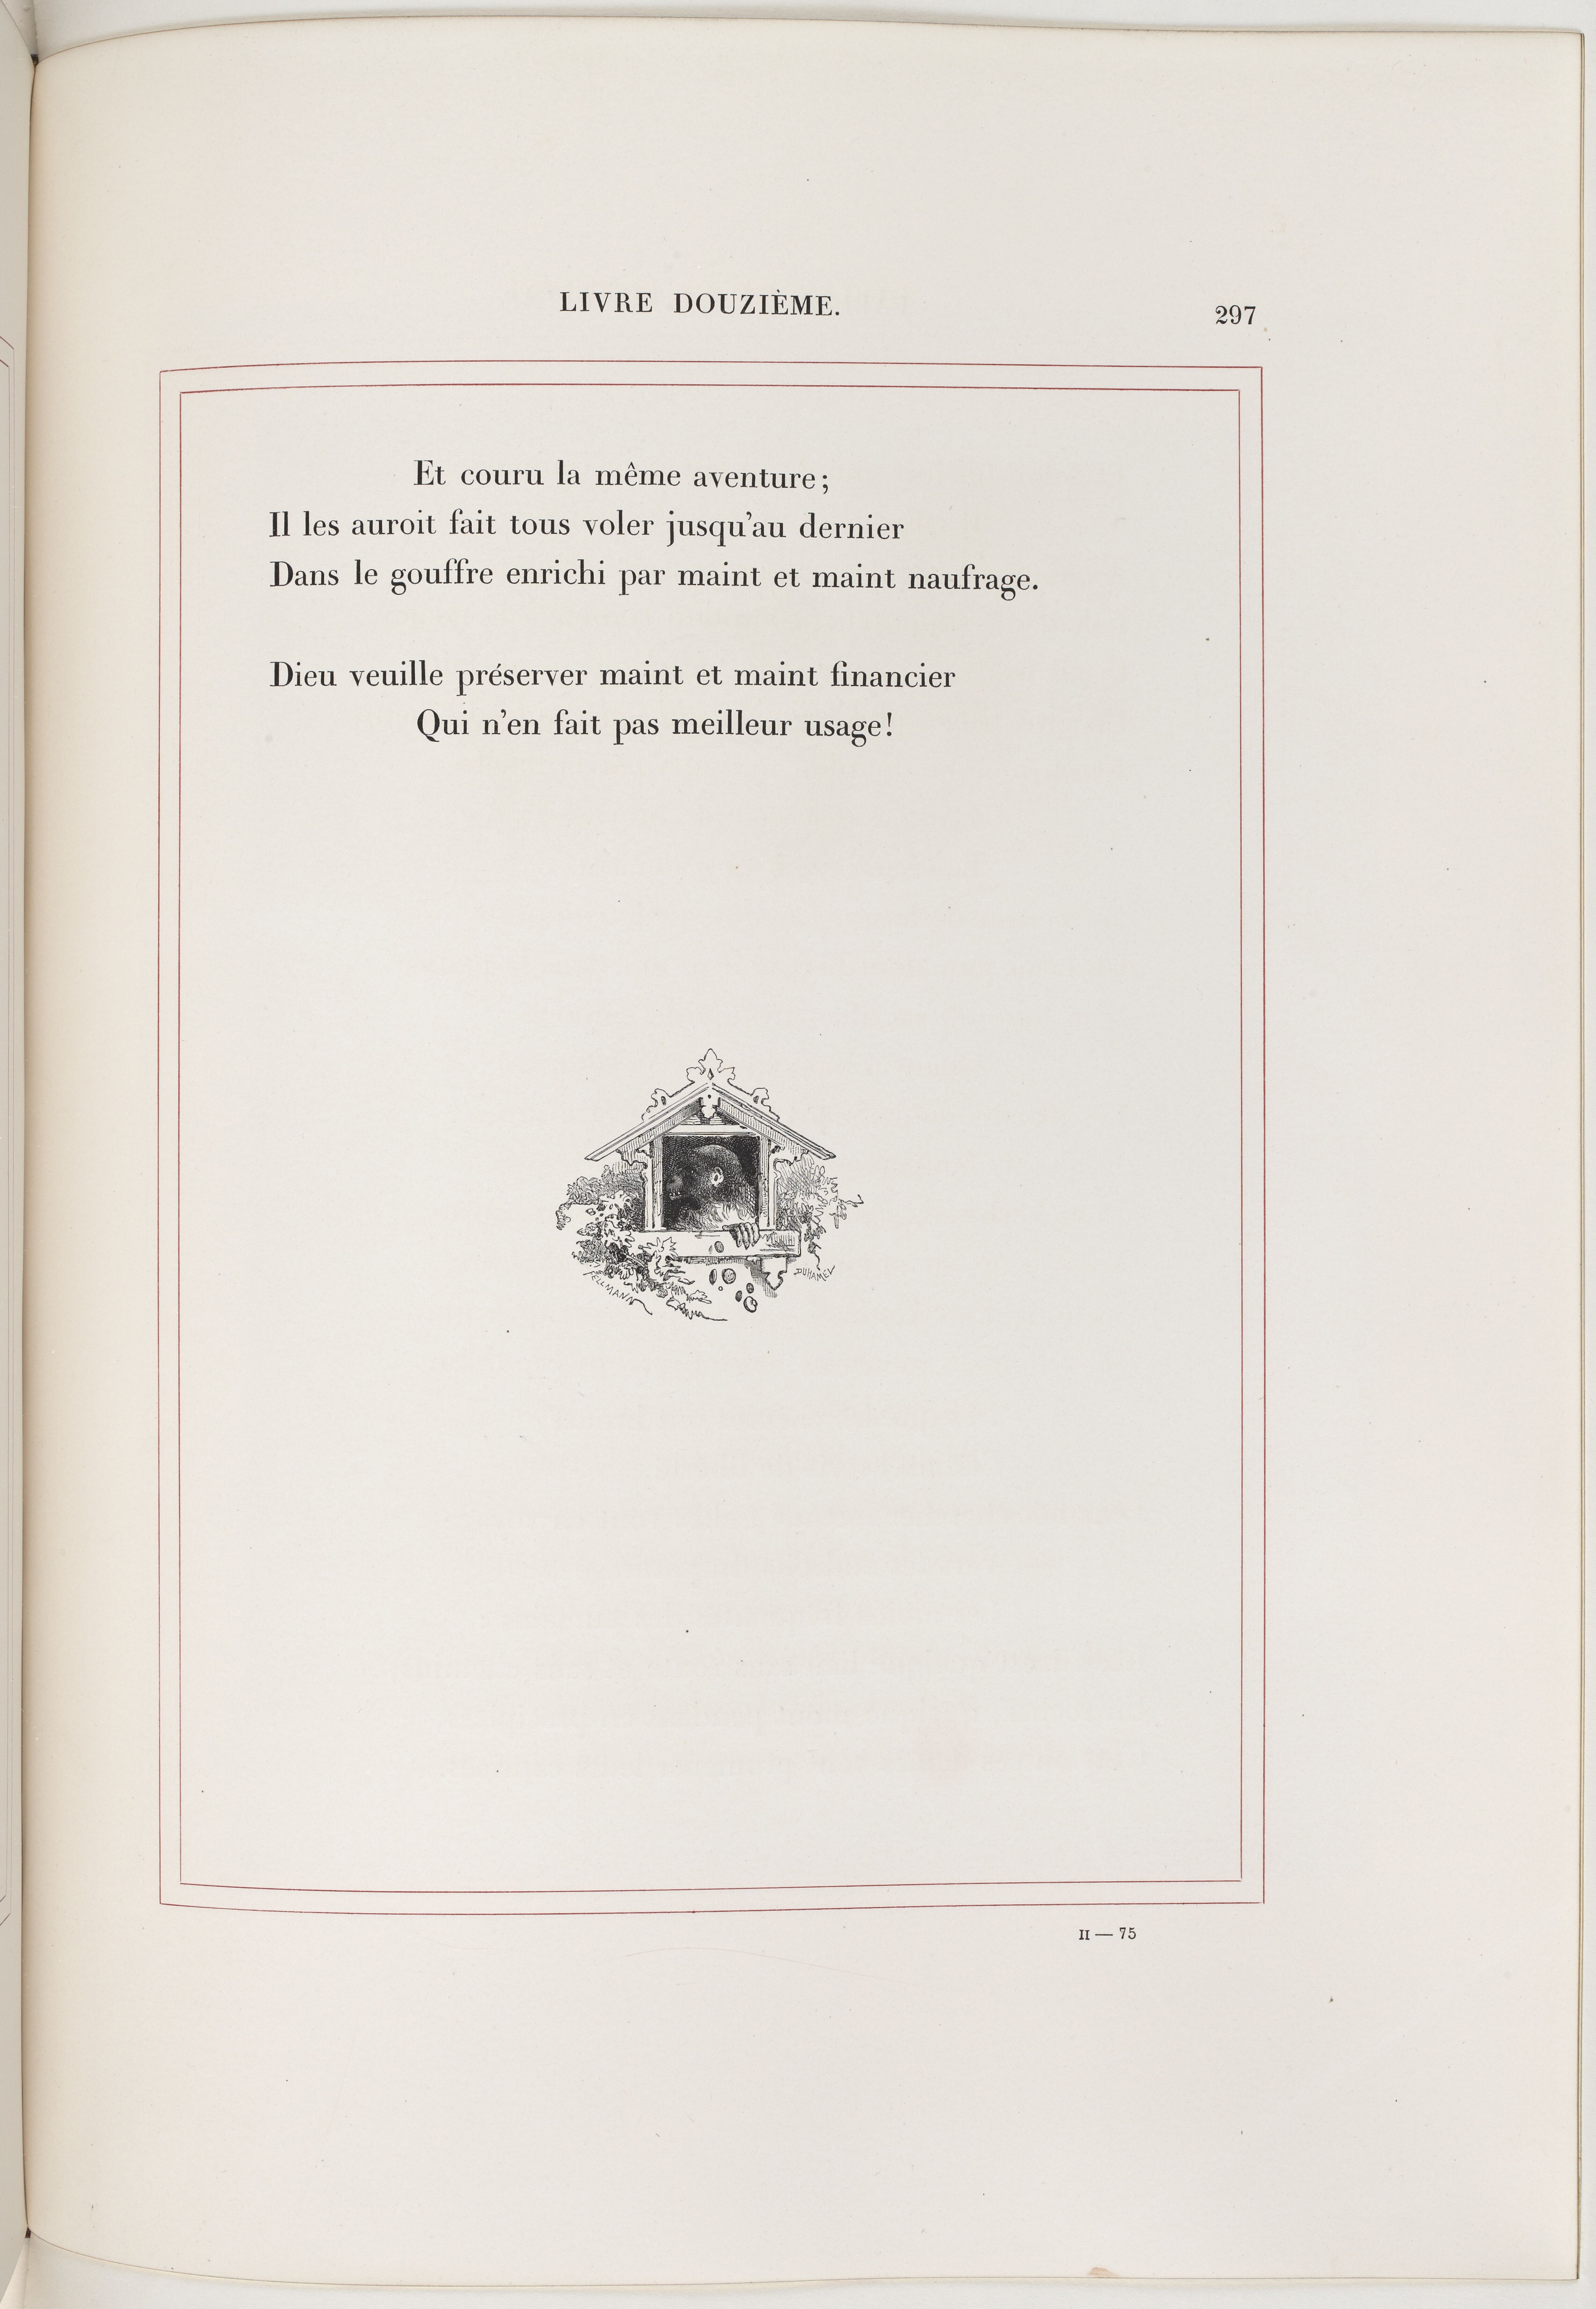 LIVRE DOUZIÈME.
297
Et couru la même aventure;
Il les auroit fait tous voler jusqu'au dernier
Dans le gouffre enrichi par maint et maint naufrage.
Dieu veuille préserver maint et maint financier
Qui n'en fait pas meilleur usage!
DUHAMEL
II — 75